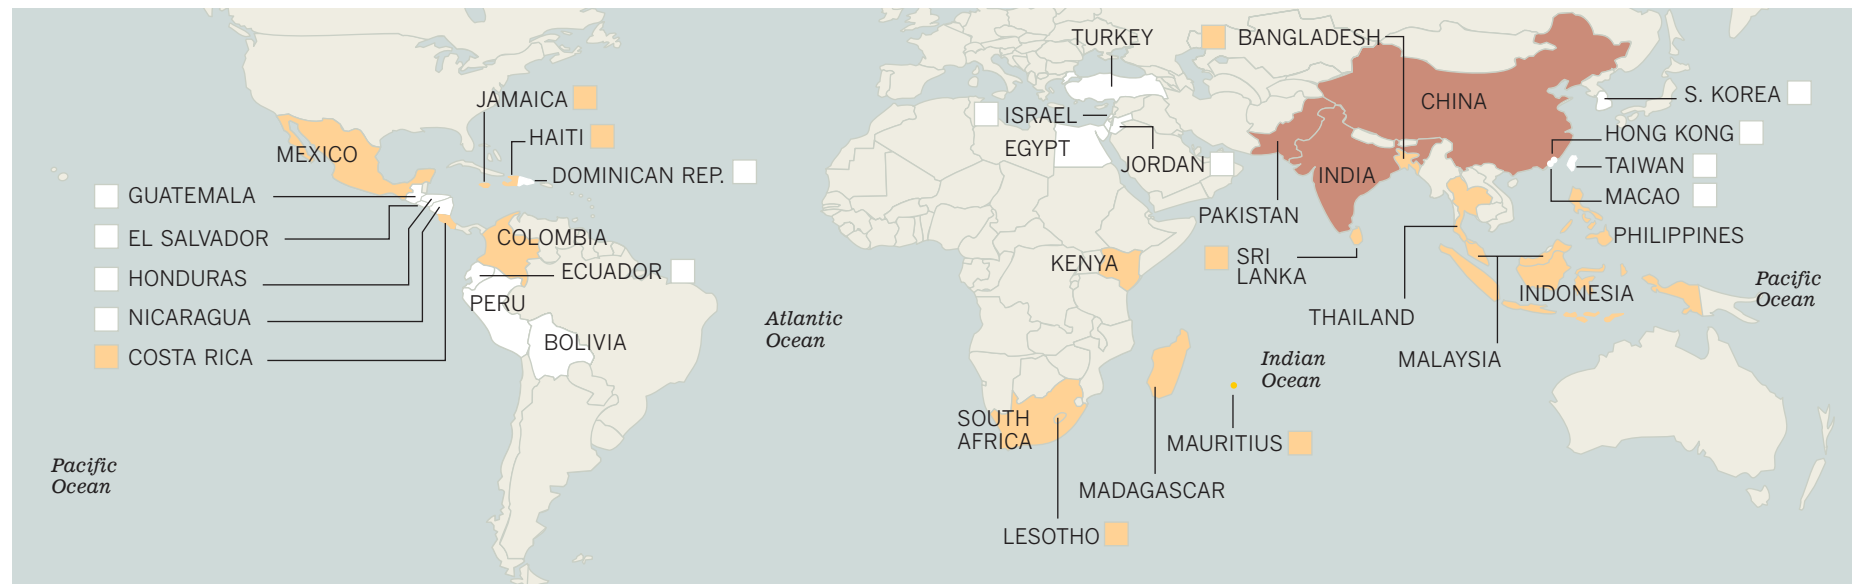 TURKEY
BANGLADESH
JAMAICA
CHINA
S. KOREA
ISRAEL
HAITI
HONG KONG
MEXICO
EGYPT
JORDAN
TAIWAN
DOMINICAN REP.
INDIA
GUATEMALA
MACAO
PAKISTAN
EL SALVADOR
COLOMBIA
PHILIPPINES
HONDURAS
ECUADOR
KENYA
SRI
LANKA
Pacific
Ocean
PERU
INDONESIA
NICARAGUA
Atlantic
Ocean
THAILAND
COSTA RICA
BOLIVIA
Indian
Ocean
MALAYSIA
SOUTH
AFRICA
MAURITIUS
Pacific
Ocean
MADAGASCAR
LESOTHO